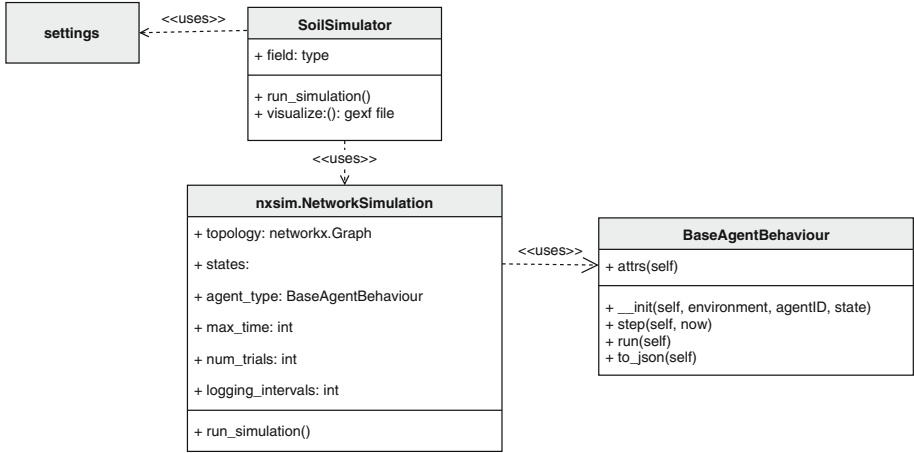 settings
<<uses>>
SoilSimulator
+ field: type
+ run_simulation()
+ visualize:(): gexf file
<<uses>>
nxsim.NetworkSimulation
+ topology: networkx.Graph
+ states:
+ agent_type: BaseAgentBehaviour
+ max_time: int
+ num_trials: int
+ logging_intervals: int
+ run_simulation()
<<uses>>
BaseAgentBehaviour
+ attrs(self)
+ __init(self, environment, agentID, state)
+ step(self, now)
+ run(self)
+ to_json(self)